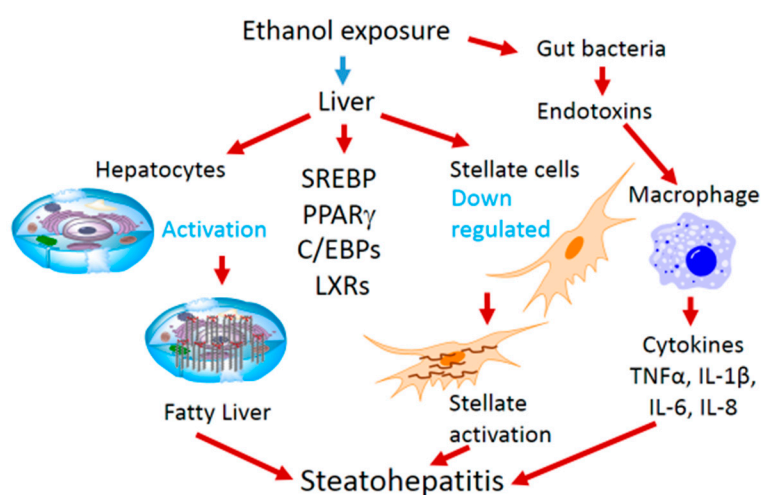 Ethanol exposure
Gut bacteria
Liver
Endotoxins
Hepatocytes
SREBP
PPARγ
C/EBPs
LXRs
Stellate cells
Down
regulated
Macrophage
Activation
Cytokines
TNFα, IL-1β,
IL-6, IL-8
Fatty Liver
Stellate
activation
Steatohepatitis